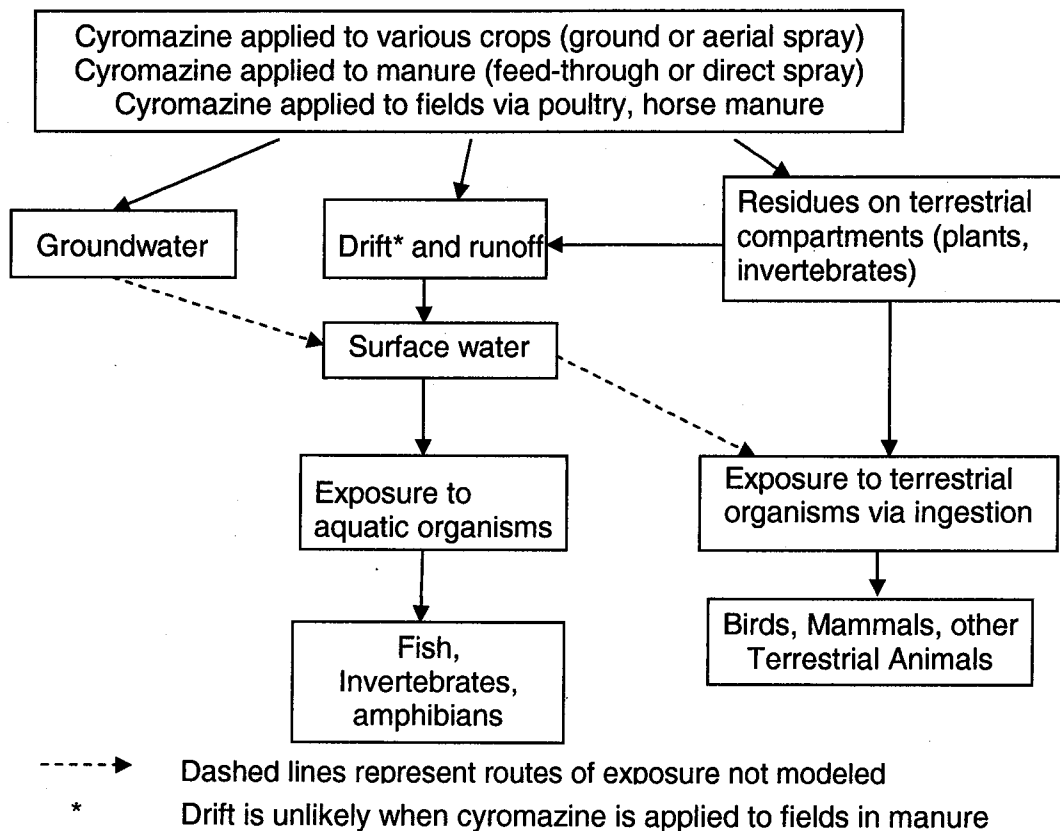 Cyromazine applied to various crops (ground or aerial spray)
Cyromazine applied to manure (feed-through or direct spray)
Cyromazine applied to fields via poultry, horse manure
Groundwater
Drift* and runoff
Residues on terrestrial
compartments (plants,
invertebrates)
Surface water
Exposure to
aquatic organisms
Exposure to terrestrial
organisms via ingestion
Fish,
Invertebrates,
amphibians
Birds, Mammals, other
Terrestrial Animals
Dashed lines represent routes of exposure not modeled
* Drift is unlikely when cyromazine is applied to fields in manure